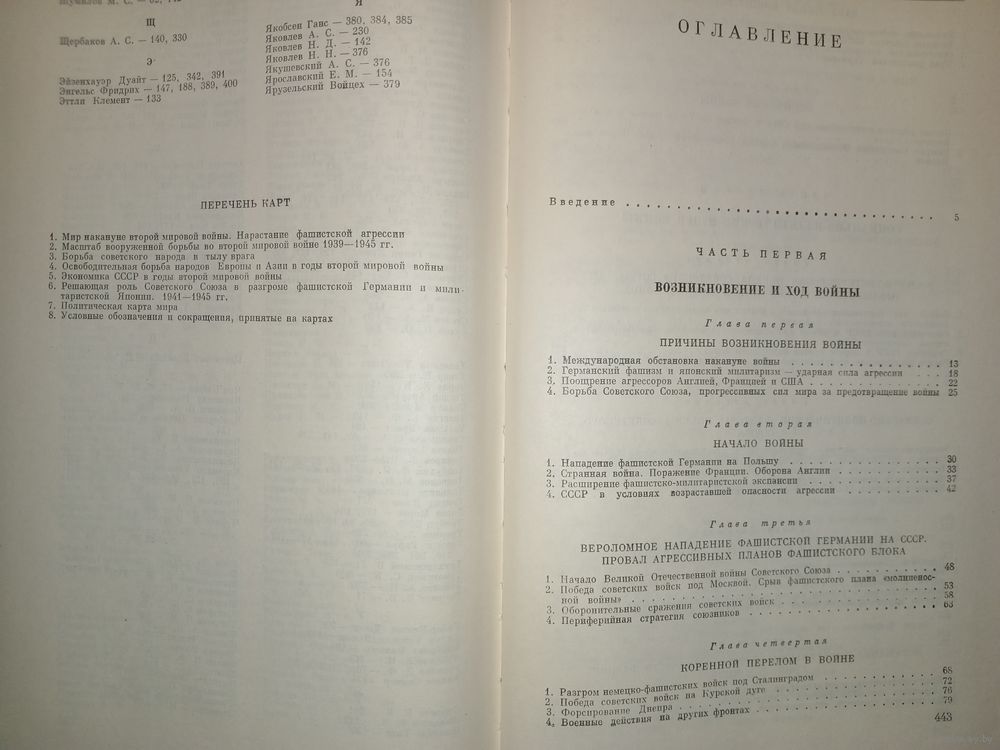 Шумилов М. С. — 
Щ
Щербаков А. С. — 140, 330
Э
Эйзенхауэр Дуайт — 125, 342, 391
Энгельс Фридрих — 147, 188, 389, 400
Эттли Клемент — 133
Я
Якобсен Ганс — 380, 384, 385
Яковлев А. С. — 230
Яковлев Н. Д. — 142
Яковлев Н. Н. — 376
Якушевский А. С. — 376
Ярославский Е. М. — 154
Ярузельский Войцех — 379
ПЕРЕЧЕНЬ КАРТ
1. Мир накануне второй мировой войны. Нарастание фашистской агрессии
2. Масштаб вооруженной борьбы во второй мировой войне 1939—1945 гг.
3. Борьба советского народа в тылу врага
4. Освободительная борьба народов Европы и Азии в годы второй мировой войны
5. Экономика СССР в годы второй мировой войны
6. Решающая роль Советского Союза в разгроме фашистской Германии и мили-
таристской Японии. 1941—1945 гг.
7. Политическая карта мира
8. Условные обозначения и сокращения, принятые на картах
ОГЛАВЛЕНИЕ
Введение . . . . . . . . . . 5
ЧАСТЬ ПЕРВАЯ
ВОЗНИКНОВЕНИЕ И ХОД ВОЙНЫ
Глава первая
ПРИЧИНЫ ВОЗНИКНОВЕНИЯ ВОЙНЫ
1. Международная обстановка накануне войны . . . . . . . . . . 13
2. Германский фашизм и японский милитаризм — ударная сила агрессии . . . 18
3. Поощрение агрессоров Англией, Францией и США . . . . . . . . . . 22
4. Борьба Советского Союза, прогрессивных сил мира за предотвращение войны 25
Глава вторая
НАЧАЛО ВОЙНЫ
1. Нападение фашистской Германии на Польшу . . . . . . . . . . 30
2. Странная война. Поражение Франции. Оборона Англии . . . . . . . . . . 33
3. Расширение фашистско-милитаристской экспансии . . . . . . . . . . 37
4. СССР в условиях возраставшей опасности агрессии . . . . . . . . . 42
Глава третья
ВЕРОЛОМНОЕ НАПАДЕНИЕ ФАШИСТСКОЙ ГЕРМАНИИ НА СССР.
ПРОВАЛ АГРЕССИВНЫХ ПЛАНОВ ФАШИСТСКОГО БЛОКА
1. Начало Великой Отечественной войны Советского Союза . . . . . . . . . 48
2. Победа советских войск под Москвой. Срыв фашистского плана «молниенос-
ной войны» . . . . . . . . . . 53
3. Оборонительные сражения советских войск . . . . . . . . . . 58
4. Периферийная стратегия союзников . . . . . . . . . . 63
Глава четвертая
КОРЕННОЙ ПЕРЕЛОМ В ВОЙНЕ
1. Разгром немецко-фашистских войск под Сталинградом . . . . . . . . . . 68
2. Победа советских войск на Курской дуге . . . . . . . . . . 72
3. Форсирование Днепра . . . . . . . . . . 76
4. Военные действия на других фронтах . . . . . . . . . . 79
443